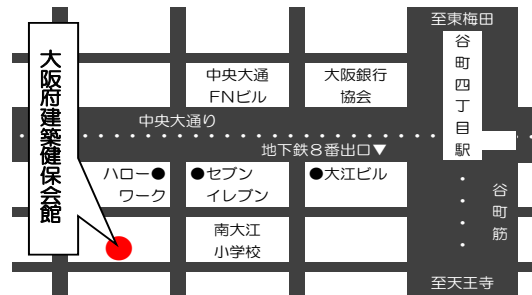 至東梅田
谷町四丁目駅
大阪府建築健保会館
中央大通
FNビル
大阪銀行
協会
中央大通り
地下鉄8番出口▼
ハロー●
ワーク
●セブン
イレブン
●大江ビル
谷町筋
南大江
小学校
至天王寺